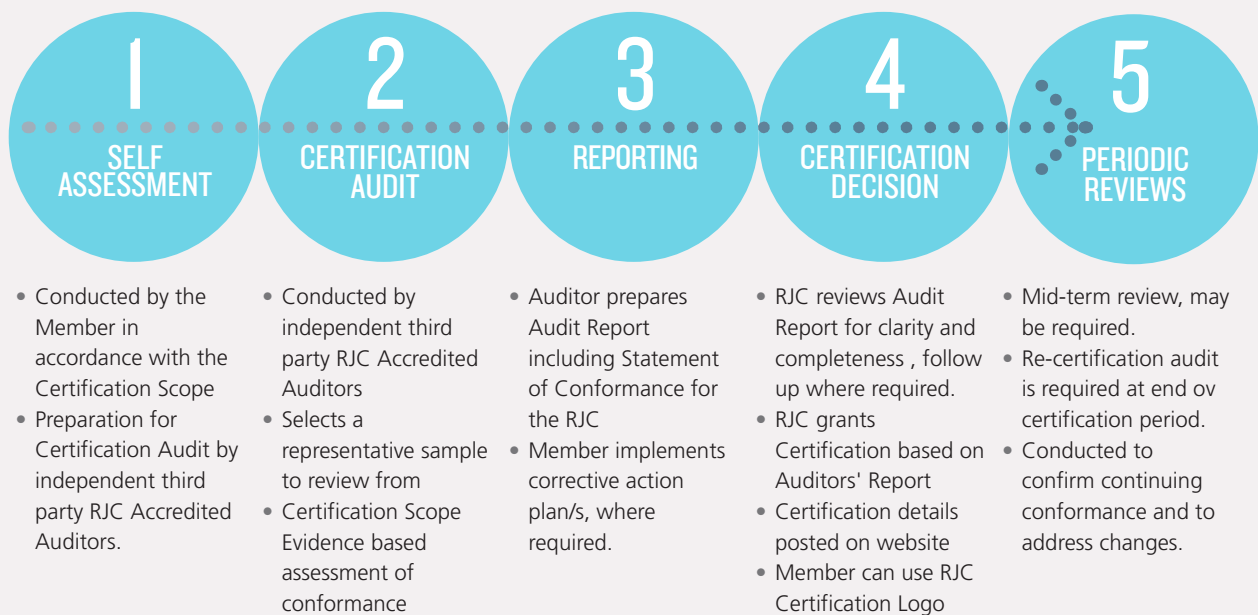 1
SELF
ASSESSMENT
• Conducted by the
Member in
accordance with the
Certification Scope
• Preparation for
Certification Audit by
independent third
party RJC Accredited
Auditors.
2
CERTIFICATION
AUDIT
• Conducted by
independent third
party RJC Accredited
Auditors
• Selects a
representative sample
to review from
• Certification Scope
Evidence based
assessment of
conformance
3
REPORTING
• Auditor prepares
Audit Report
including Statement
of Conformance for
the RJC
• Member implements
corrective action
plan/s, where
required.
4
CERTIFICATION
DECISION
• RJC reviews Audit
Report for clarity and
completeness , follow
up where required.
• RJC grants
Certification based on
Auditors' Report
• Certification details
posted on website
• Member can use RJC
Certification Logo
5
PERIODIC
REVIEWS
• Mid-term review, may
be required.
• Re-certification audit
is required at end ov
certification period.
• Conducted to
confirm continuing
conformance and to
address changes.